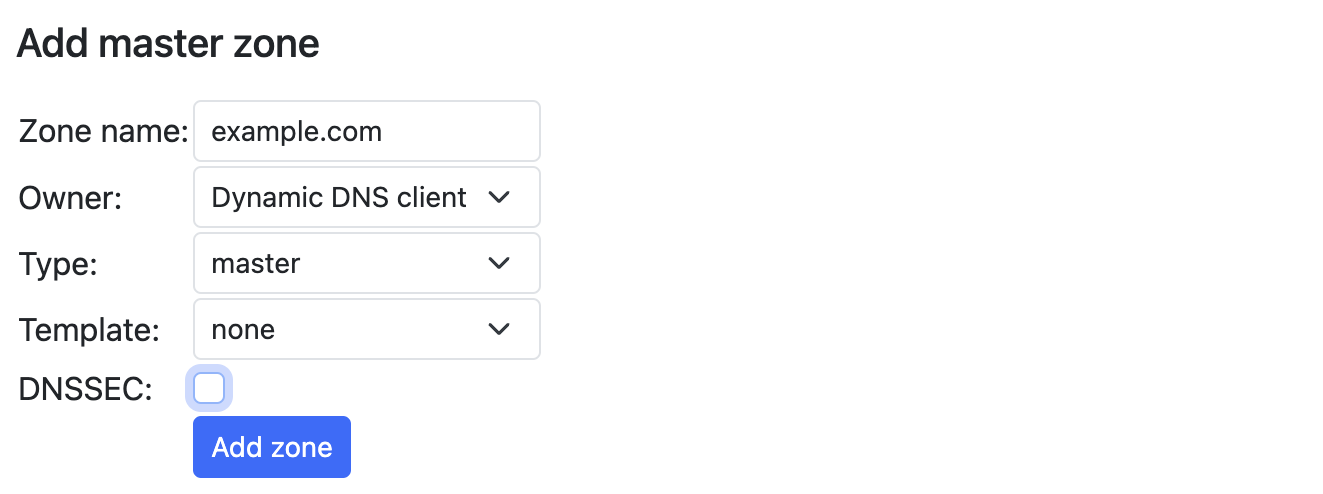 Add master zone
Zone name: example.com
Owner: Dynamic DNS client
Type: master
Template: none
DNSSEC:
Add zone